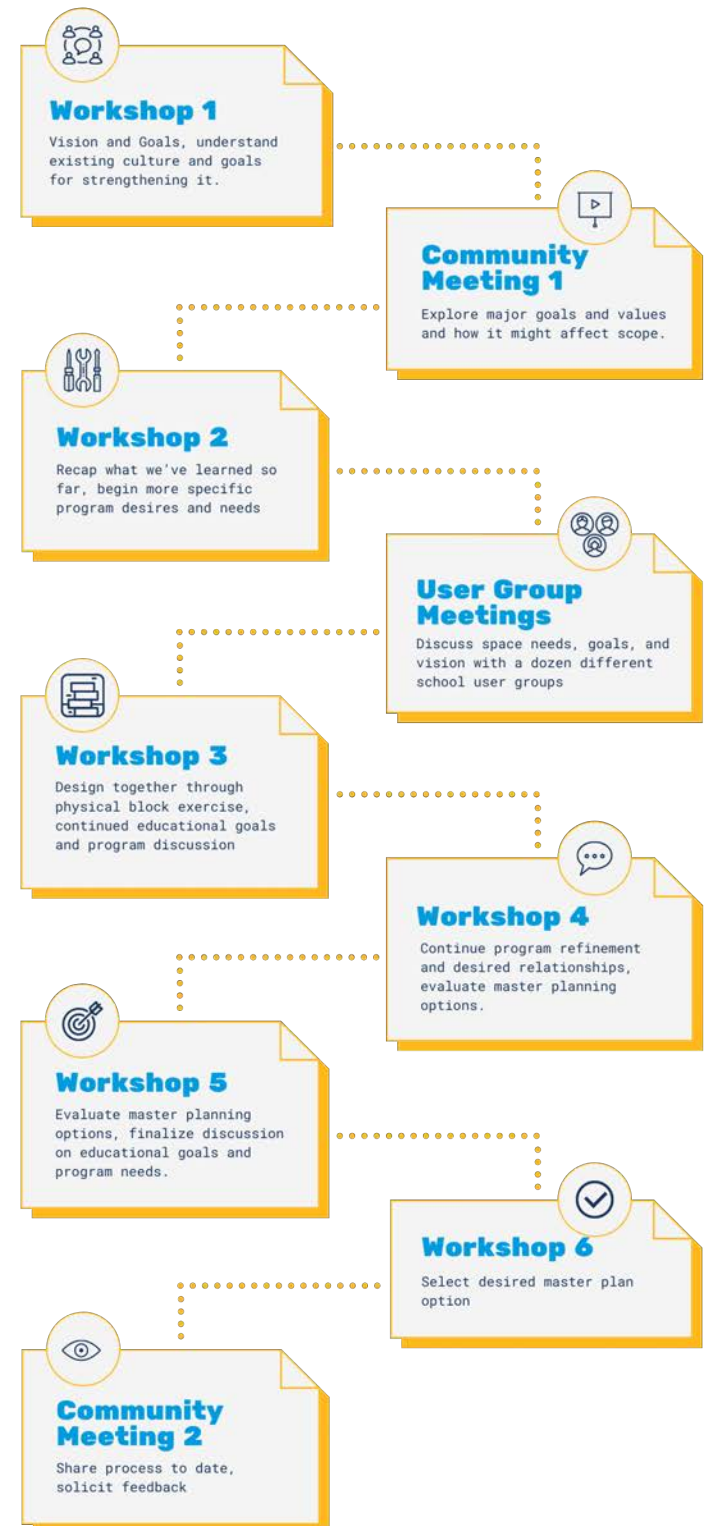 Workshop 1
Vision and Goals, understand
existing culture and goals
for strengthening it.
Community
Meeting 1
Explore major goals and values
and how it might affect scope.
Workshop 2
Recap what we've learned so
far, begin more specific
program desires and needs
User Group
Meetings
Discuss space needs, goals, and
vision with a dozen different
school user groups
Workshop 3
Design together through
physical block exercise,
continued educational goals
and program discussion
Workshop 4
Continue program refinement
and desired relationships,
evaluate master planning
options.
Workshop 5
Evaluate master planning
options, finalize discussion
on educational goals and
program needs.
Workshop 6
Select desired master plan
option
Community
Meeting 2
Share process to date,
solicit feedback